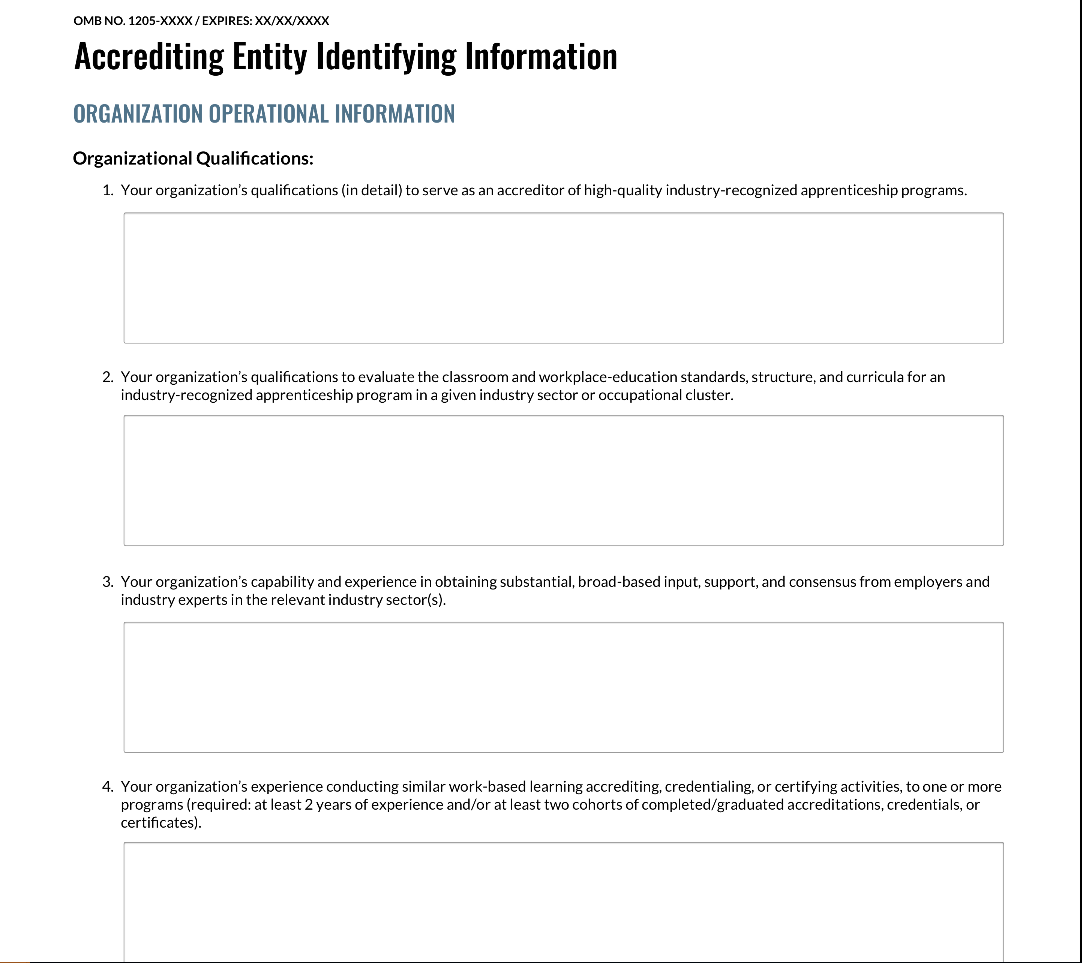 OMB NO. 1205-XXXX / EXPIRES: XX/XX/XXXX
Accrediting Entity Identifying Information
ORGANIZATION OPERATIONAL INFORMATION
Organizational Qualifications:
1. Your organization's qualifications (in detail) to serve as an accreditor of high-quality industry-recognized apprenticeship programs.
2. Your organization's qualifications to evaluate the classroom and workplace-education standards, structure, and curricula for an
industry-recognized apprenticeship program in a given industry sector or occupational cluster.
3. Your organization's capability and experience in obtaining substantial, broad-based input, support, and consensus from employers and
industry experts in the relevant industry sector(s).
4. Your organization's experience conducting similar work-based learning accrediting, credentialing, or certifying activities, to one or more
programs (required: at least 2 years of experience and/or at least two cohorts of completed/graduated accreditations, credentials, or
certificates).